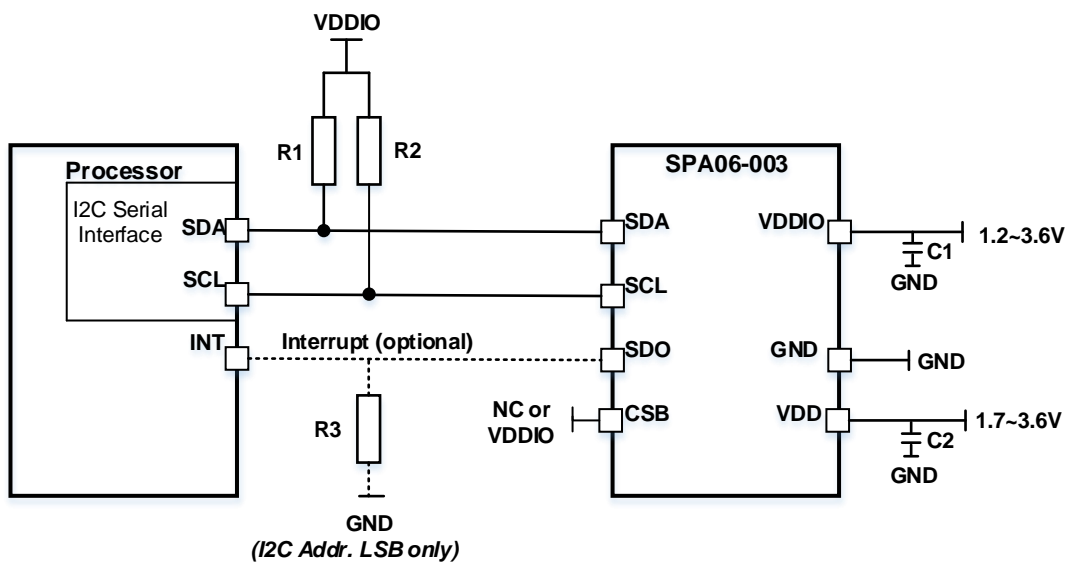 VDDIO
R1
R2
Processor
I2C Serial
Interface
SDA
SCL
INT
Interrupt (optional)
R3
GND
(I2C Addr. LSB only)
SPA06-003
SDA
SCL
SDO
CSB
NC or
VDDIO
VDDIO
GND
VDD
C1
GND
1.2~3.6V
GND
C2
GND
1.7~3.6V